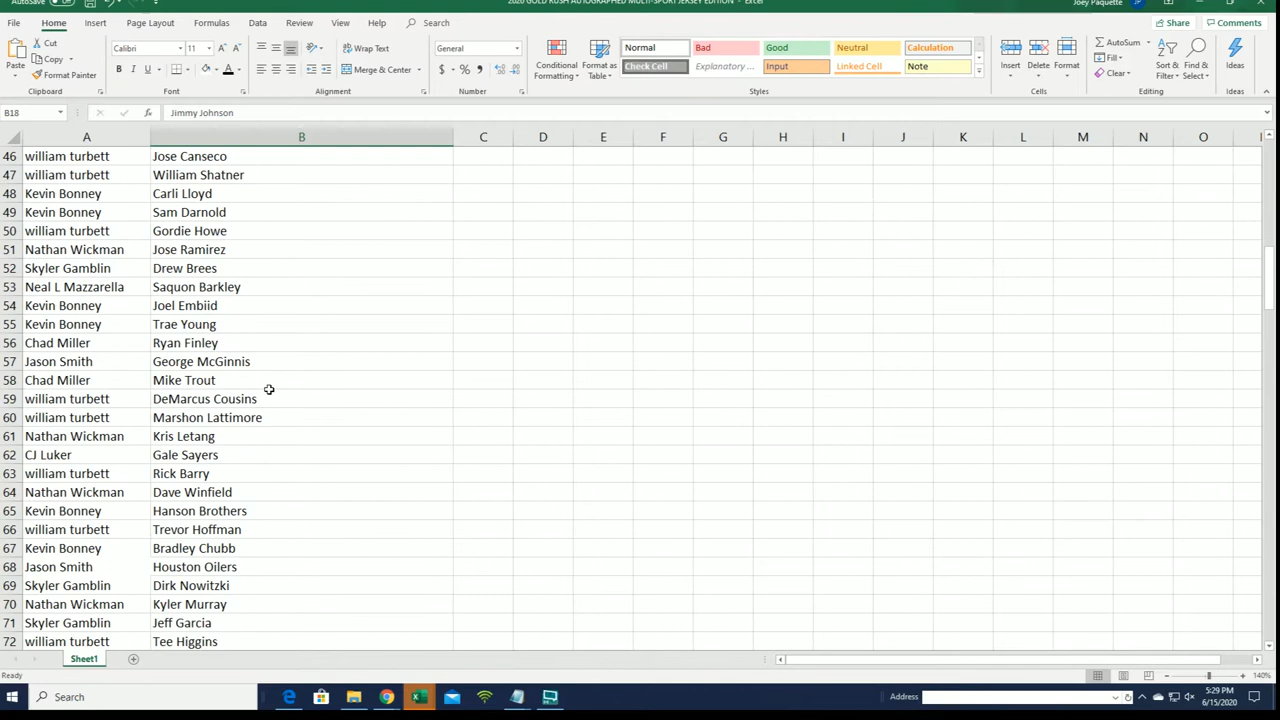 AutoSave
2020 GOLD RUSH AUTOGRAPHED MULTI-SPORT JERSEY EDITION - Excel
Joey Paquette JP
File Home Insert Page Layout Formulas Data Review View Help Search Share Comments
Paste Cut Copy Format Painter Clipboard
Calibri 11 A A B I U A Font
Wrap Text Merge & Center Alignment
General $ % Number
Conditional Formatting Format as Table
Normal Bad Good Neutral Calculation
Check Cell Explanatory ... Input Linked Cell Note
Styles
Insert Delete Format Cells
AutoSum Fill Clear Sort & Filter Find & Select Editing
Ideas Ideas
B18 fx Jimmy Johnson
A B C D E F G H I J K L M N O
46 william turbett Jose Canseco
47 william turbett William Shatner
48 Kevin Bonney Carli Lloyd
49 Kevin Bonney Sam Darnold
50 william turbett Gordie Howe
51 Nathan Wickman Jose Ramirez
52 Skyler Gamblin Drew Brees
53 Neal L Mazzarella Saquon Barkley
54 Kevin Bonney Joel Embiid
55 Kevin Bonney Trae Young
56 Chad Miller Ryan Finley
57 Jason Smith George McGinnis
58 Chad Miller Mike Trout
59 william turbett DeMarcus Cousins
60 william turbett Marshon Lattimore
61 Nathan Wickman Kris Letang
62 CJ Luker Gale Sayers
63 william turbett Rick Barry
64 Nathan Wickman Dave Winfield
65 Kevin Bonney Hanson Brothers
66 william turbett Trevor Hoffman
67 Kevin Bonney Bradley Chubb
68 Jason Smith Houston Oilers
69 Skyler Gamblin Dirk Nowitzki
70 Nathan Wickman Kyler Murray
71 Skyler Gamblin Jeff Garcia
72 william turbett Tee Higgins
Sheet1
Ready 140%
Search Address 5:29 PM
6/15/2020